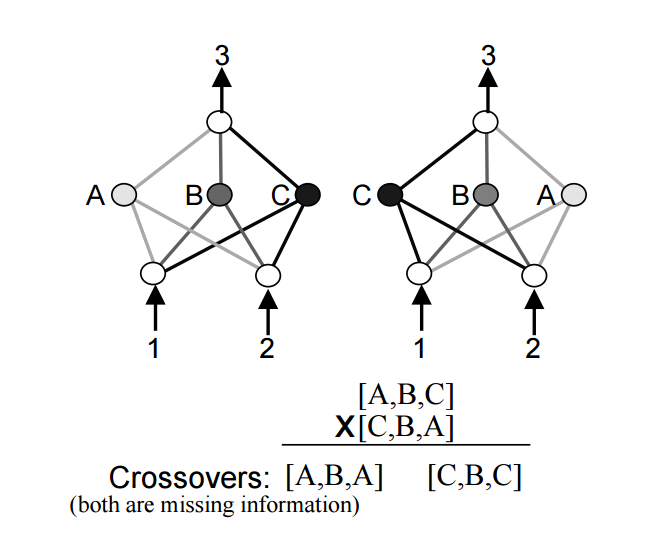 3 3
A B C C B A
1 2 1 2
[A,B,C]
X[C,B,A]
Crossovers: [A,B,A] [C,B,C]
(both are missing information)